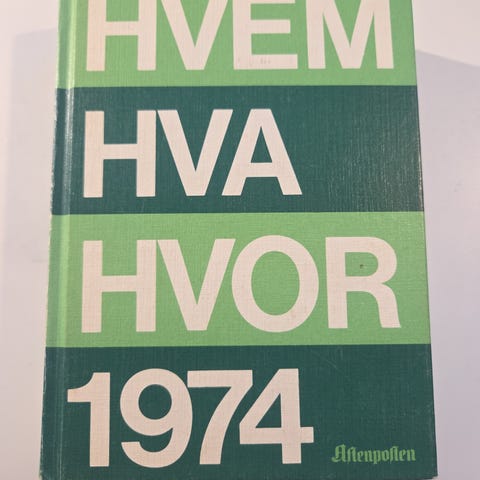 HVEM
HVA
HVOR
1974
Aftenposten